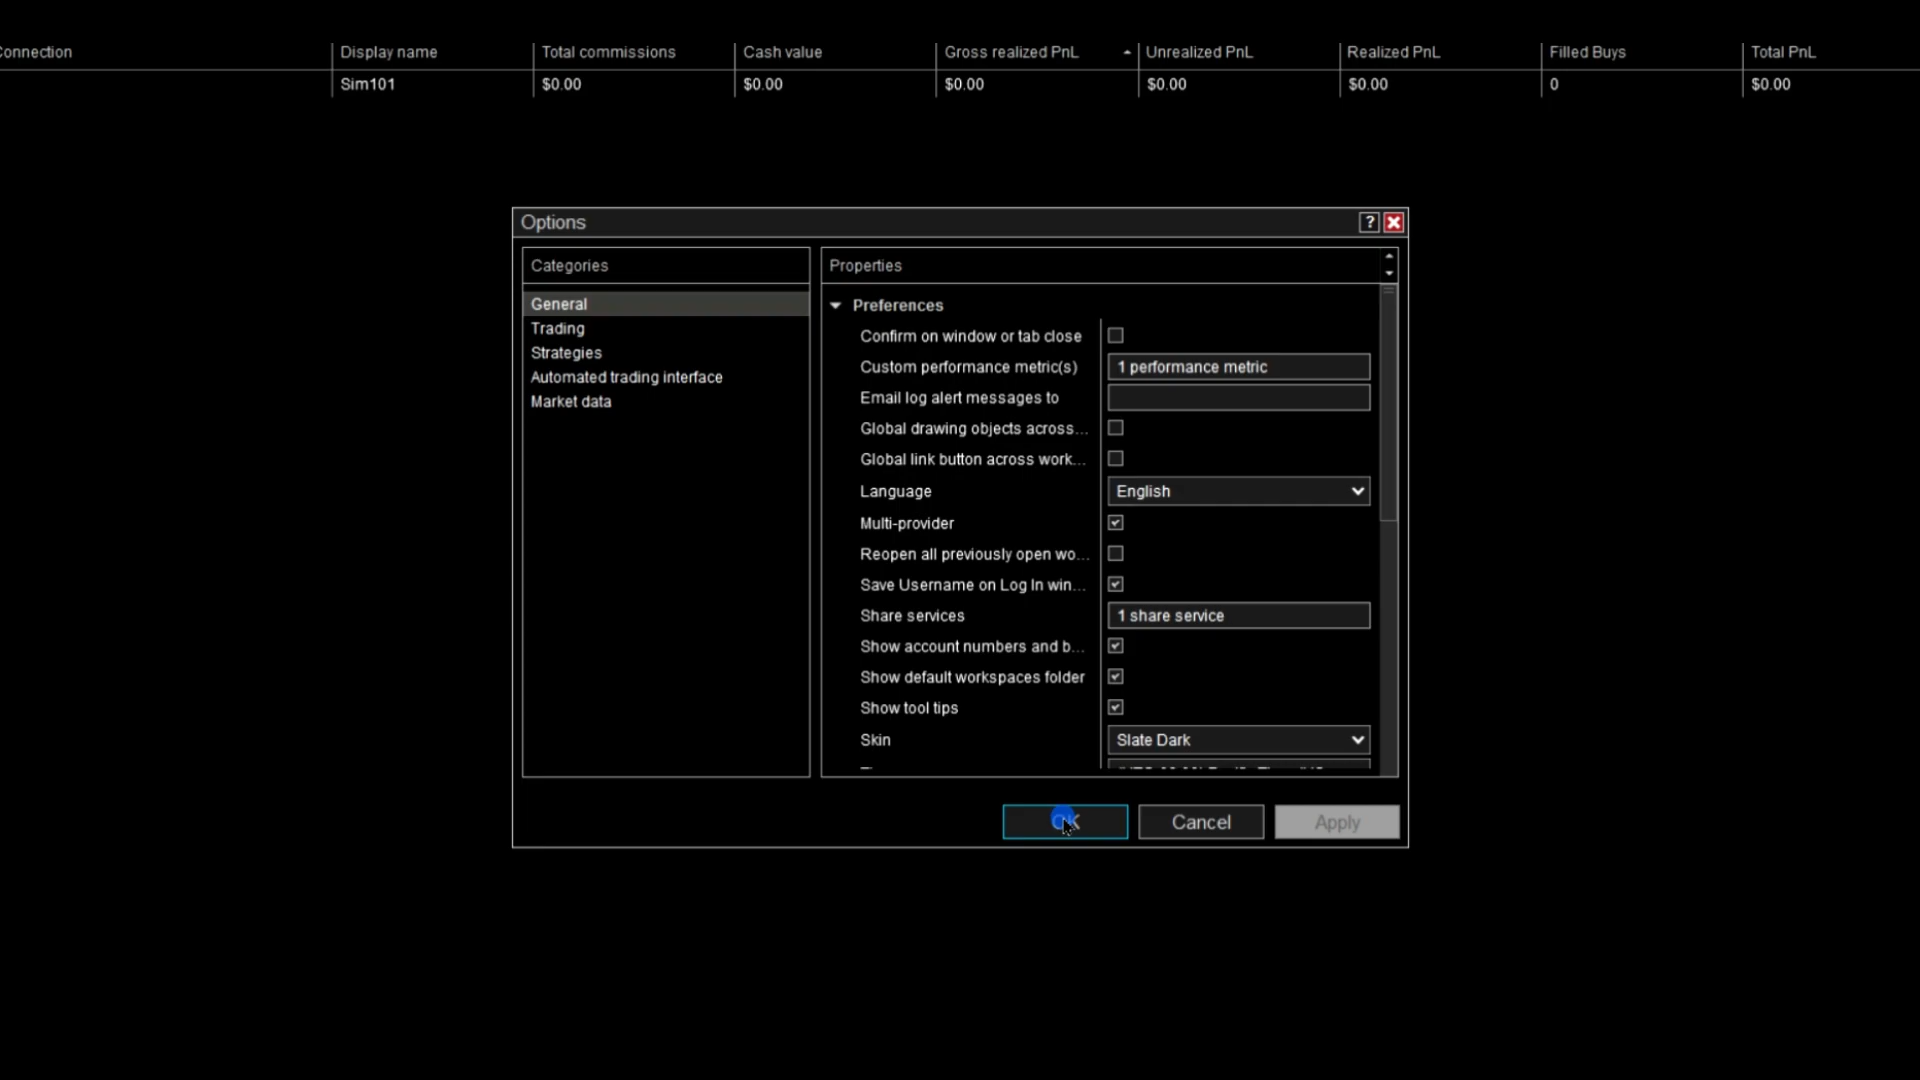 Connection Display name Total commissions Cash value Gross realized PnL Unrealized PnL Realized PnL Filled Buys Total PnL
Sim101 $0.00 $0.00 $0.00 $0.00 $0.00 0 $0.00
Options ?
Categories
General
Trading
Strategies
Automated trading interface
Market data
Properties
Preferences
Confirm on window or tab close
Custom performance metric(s) 1 performance metric
Email log alert messages to
Global drawing objects across...
Global link button across work...
Language English
Multi-provider
Reopen all previously open wo...
Save Username on Log In win...
Share services 1 share service
Show account numbers and b...
Show default workspaces folder
Show tool tips
Skin Slate Dark
OK Cancel Apply